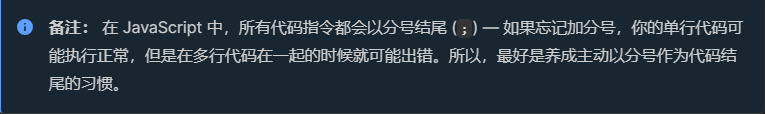 备注： 在 JavaScript 中，所有代码指令都会以分号结尾 (;) — 如果忘记加分号，你的单行代码可
能执行正常，但是在多行代码在一起的时候就可能出错。所以，最好是养成主动以分号作为代码结
尾的习惯。